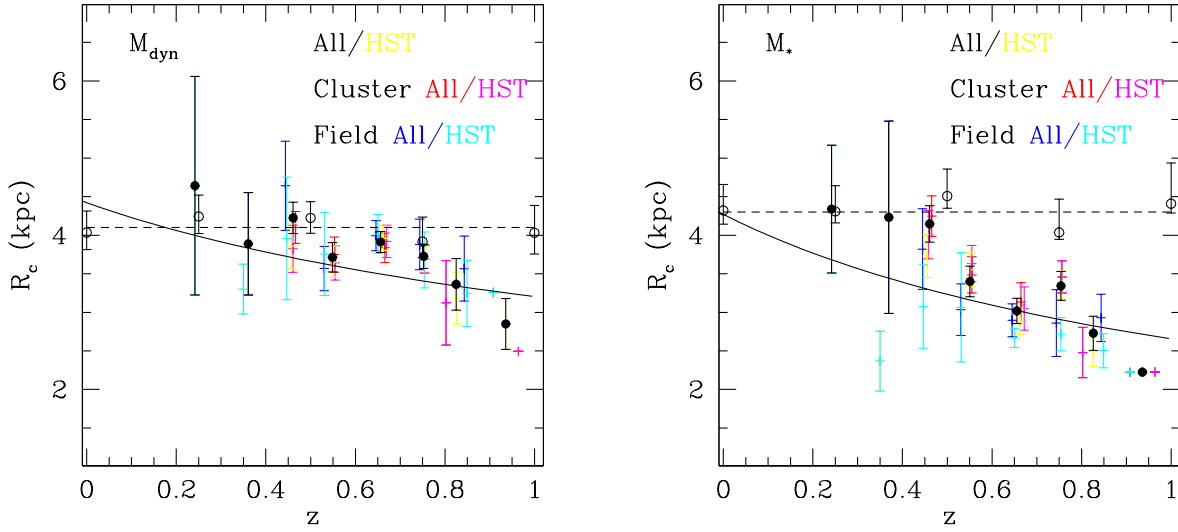 M_dyn
All/HST
Cluster All/HST
Field All/HST
6
4
2
R_c (kpc)
0
0.2
0.4
0.6
0.8
1
z
M_*
All/HST
Cluster All/HST
Field All/HST
6
4
2
R_c (kpc)
0
0.2
0.4
0.6
0.8
1
z